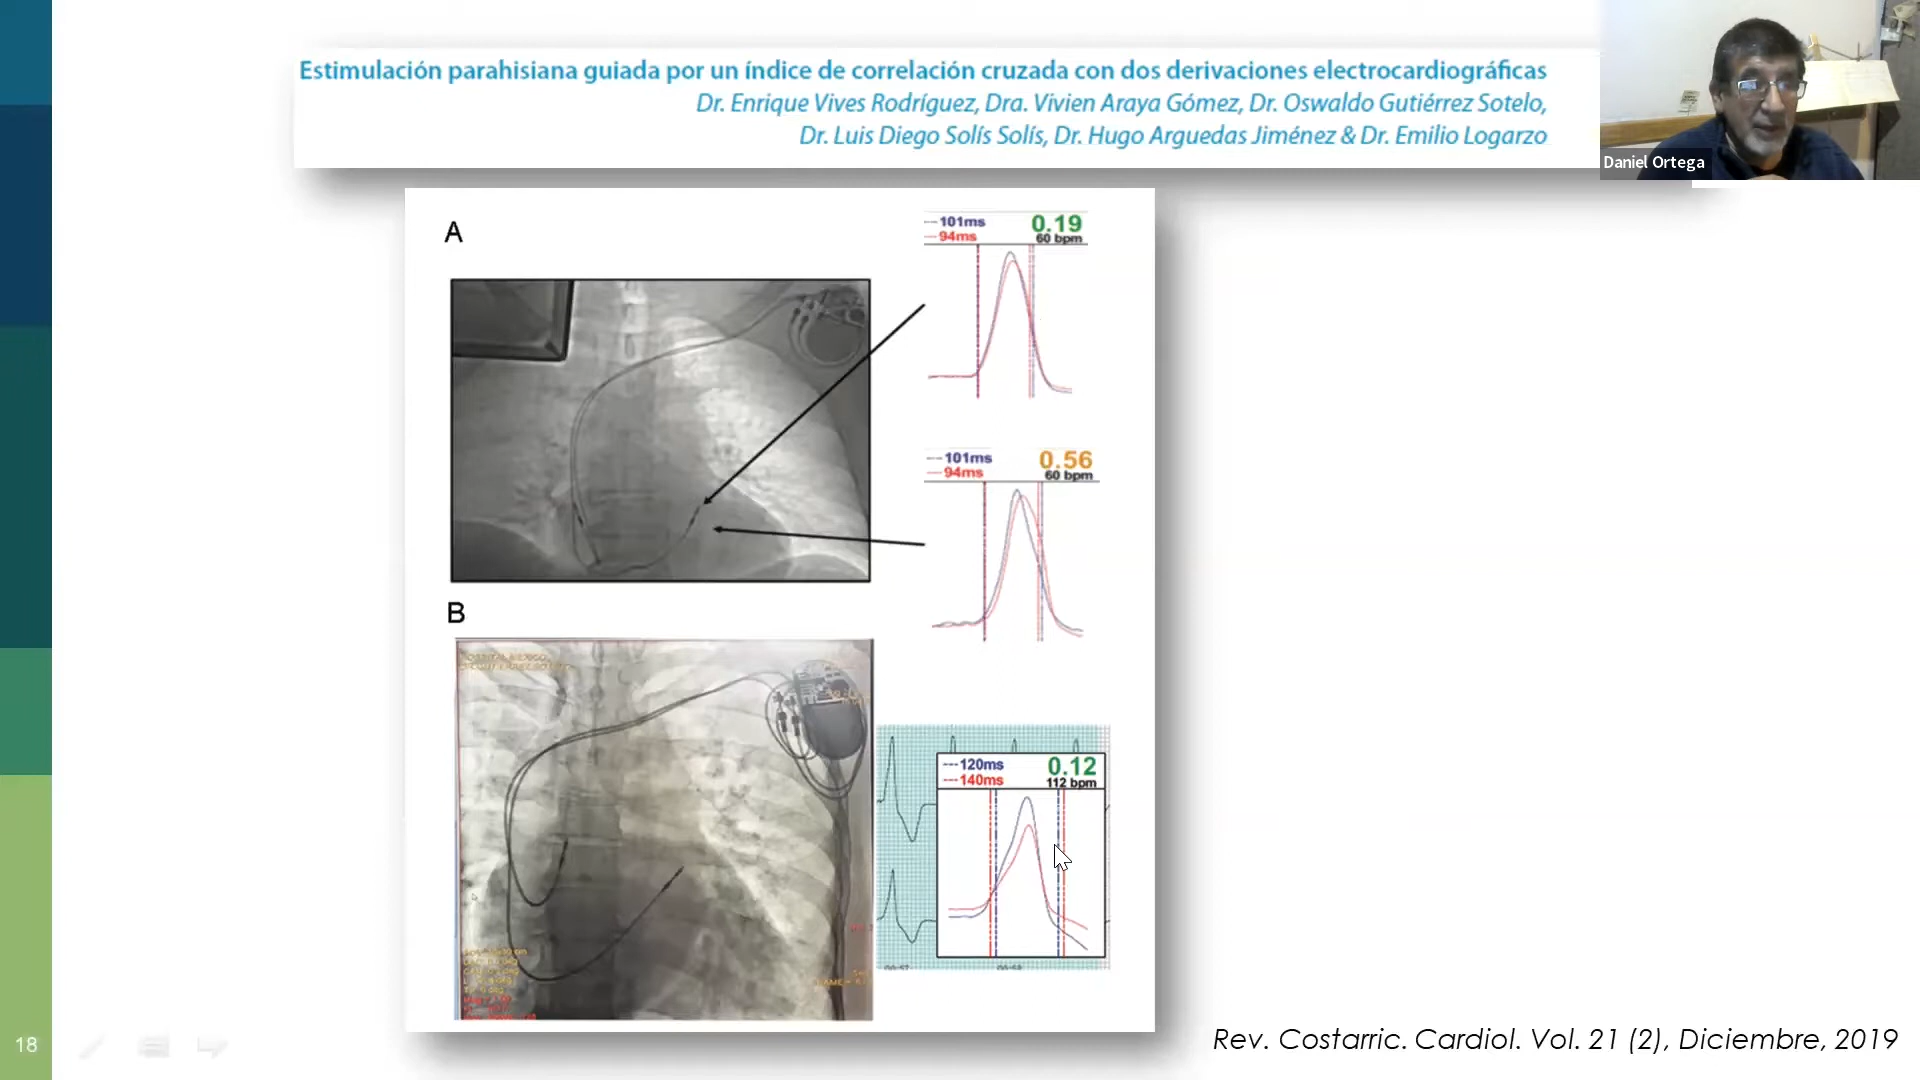 Estimulación parahisiana guiada por un índice de correlación cruzada con dos derivaciones electrocardiográficas
Dr. Enrique Vives Rodríguez, Dra. Vivien Araya Gómez, Dr. Oswaldo Gutiérrez Sotelo,
Dr. Luis Diego Solís Solís, Dr. Hugo Arguedas Jiménez & Dr. Emilio Logarzo
Daniel Ortega
A
101ms
94ms
0.19
60 bpm
101ms
94ms
0.56
60 bpm
B
120ms
140ms
0.12
112 bpm
18
Rev. Costarric. Cardiol. Vol. 21 (2), Diciembre, 2019